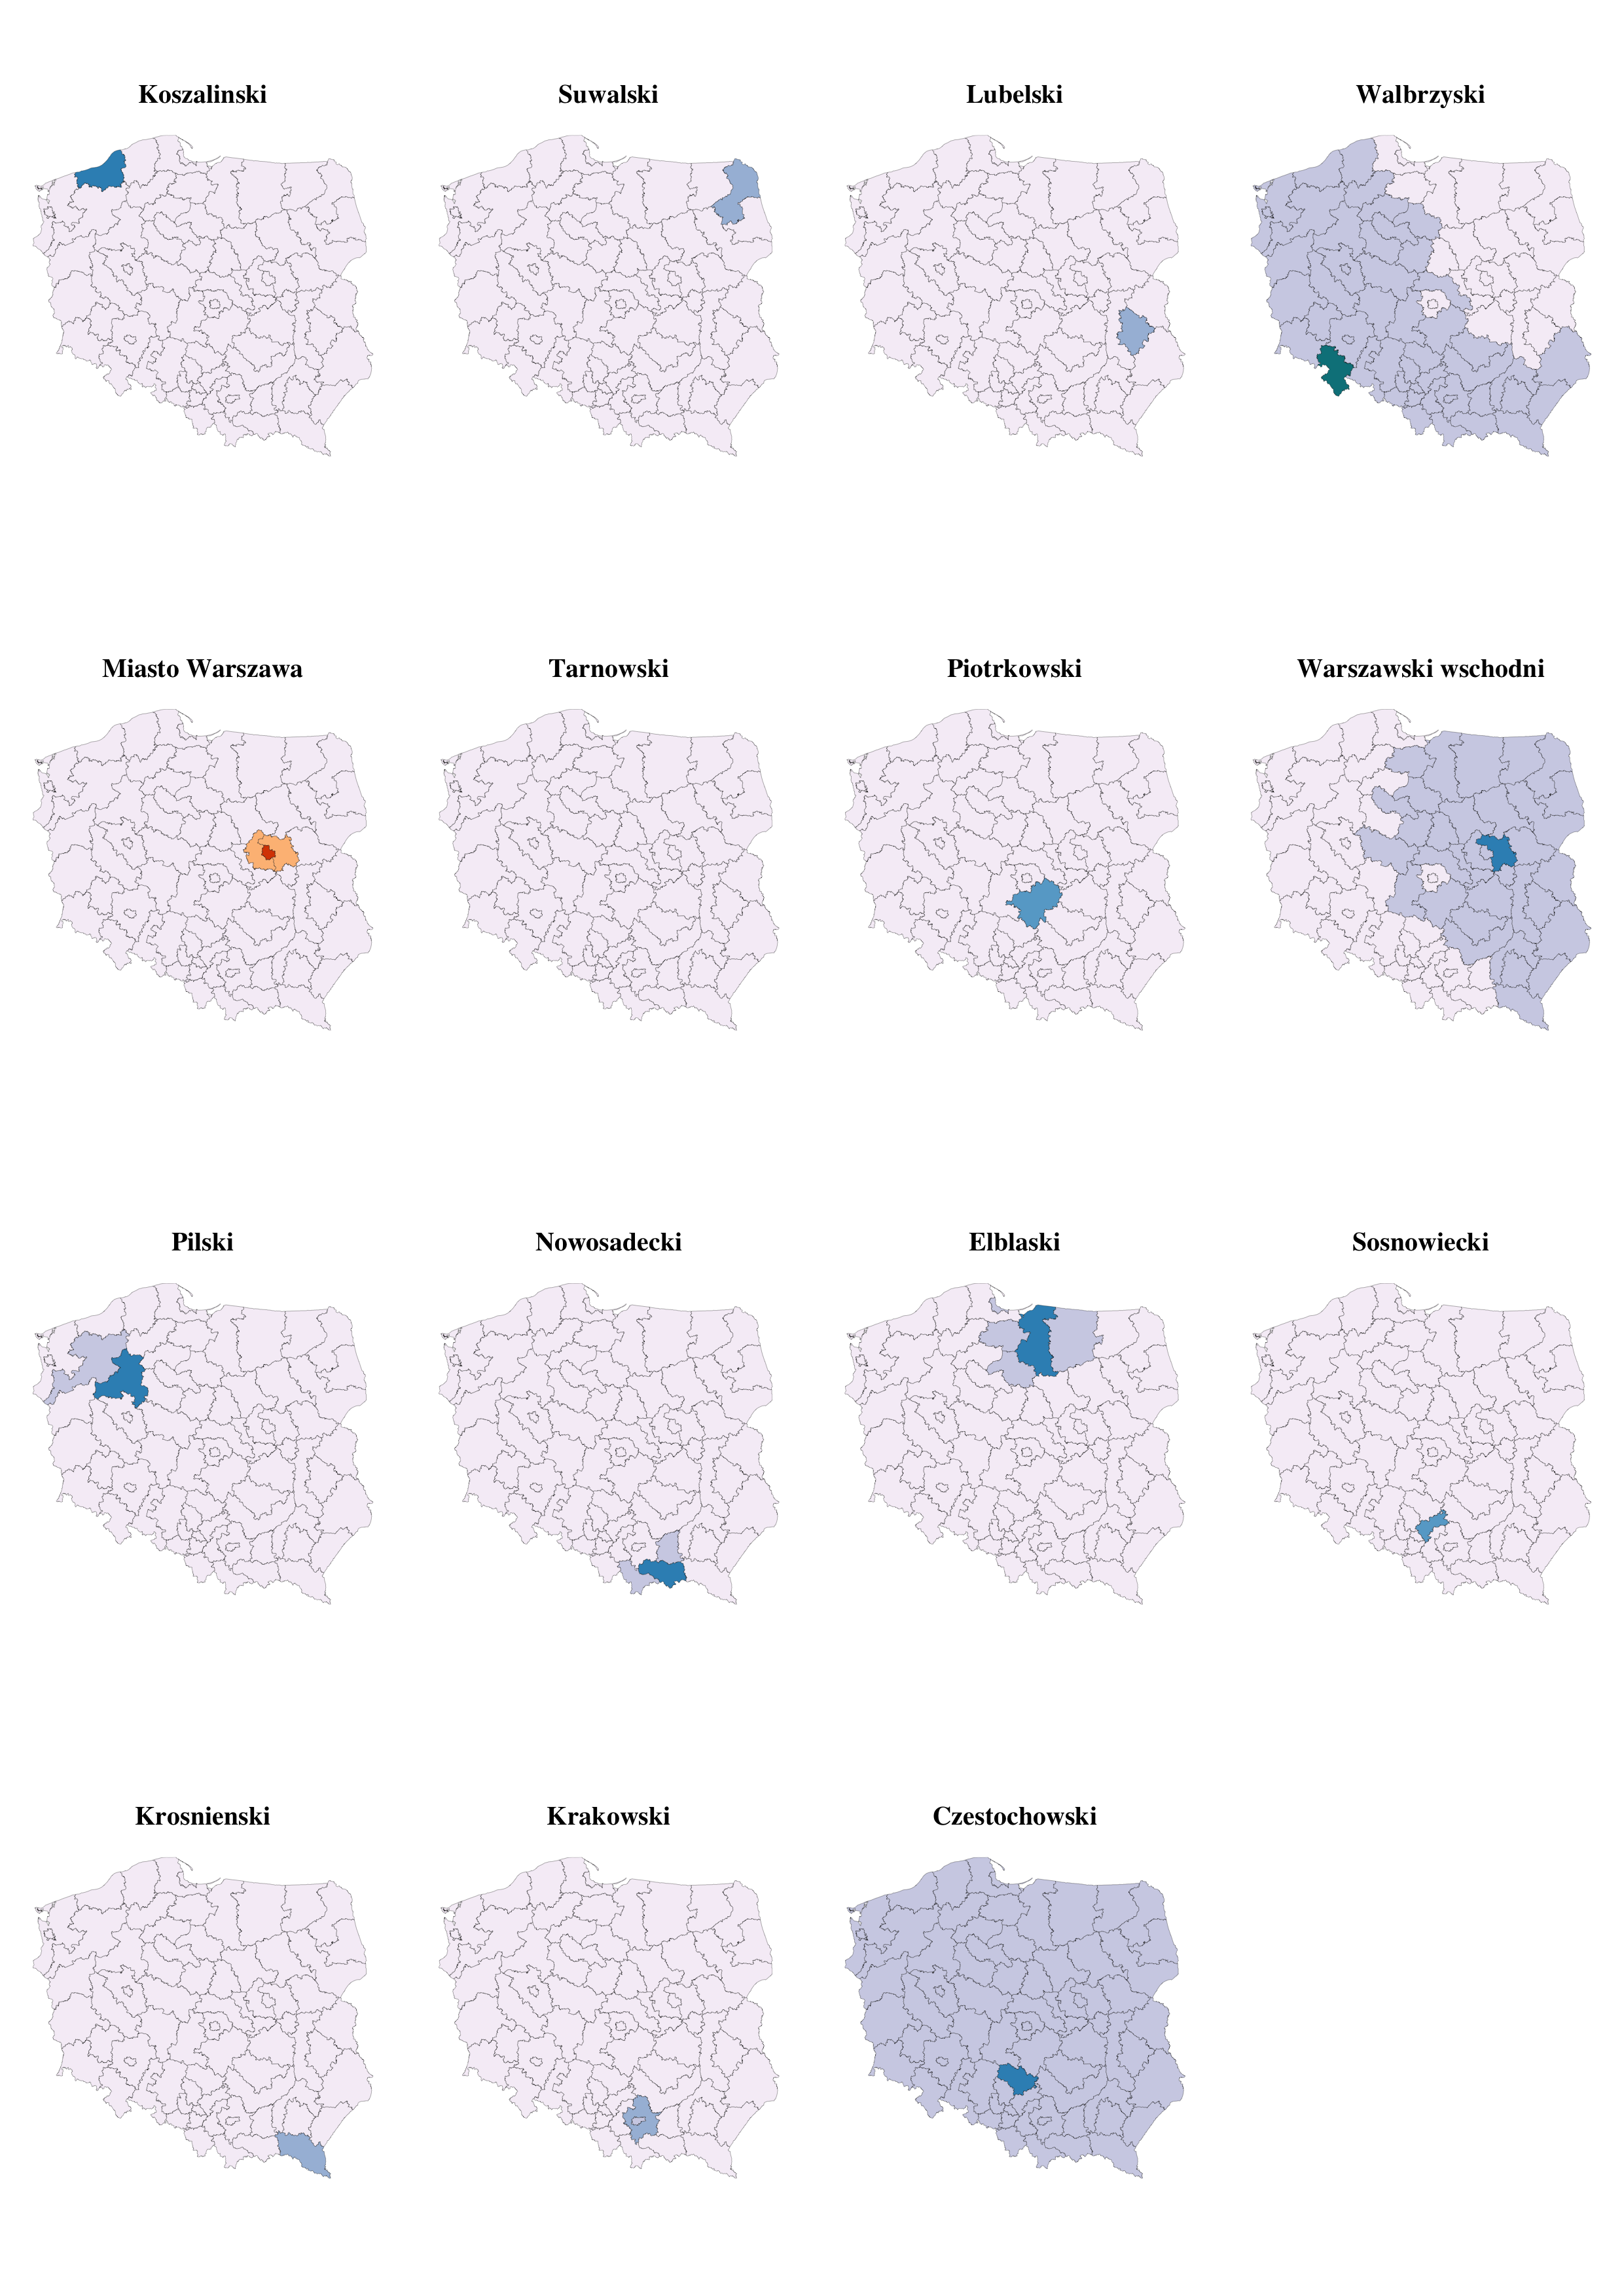 Koszalinski
Suwalski
Lubelski
Walbrzyski
Miasto Warszawa
Tarnowski
Piotrkowski
Warszawski wschodni
Pilski
Nowosadecki
Elblaski
Sosnowiecki
Krosnienski
Krakowski
Czestochowski